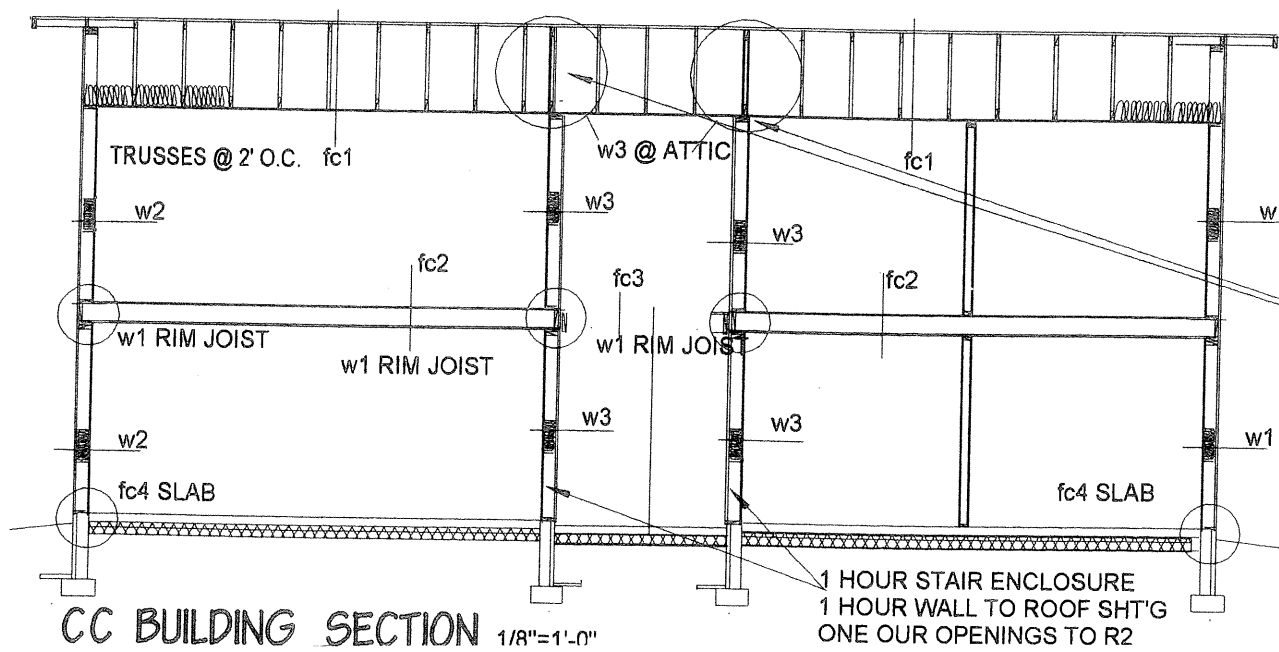 TRUSSES @ 2' O.C. fc1
w3 @ ATTIC
fc1
w2
w3
w3
w
fc2
fc3
fc2
w1 RIM JOIST
w1 RIM JOIST
w1 RIM JOIST
w2
w3
w3
w1
fc4 SLAB
fc4 SLAB
1 HOUR STAIR ENCLOSURE
1 HOUR WALL TO ROOF SHT'G
ONE OUR OPENINGS TO R2
CC BUILDING SECTION 1/8"=1'-0"